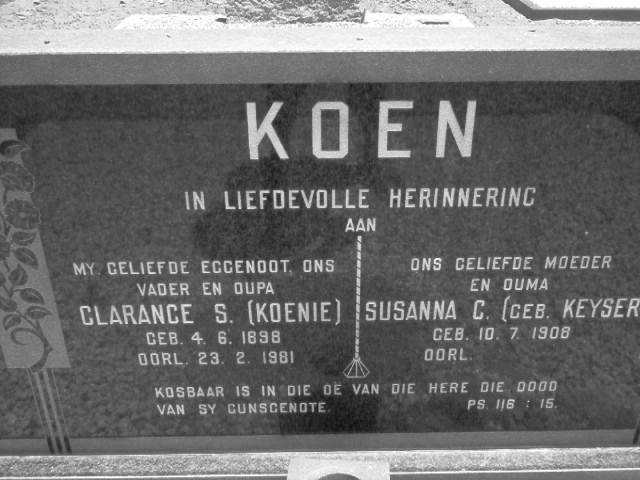 KOEN
IN LIEFDEVOLLE HERINNERING
AAN
MY GELIEFDE EGGENOOT, ONS
VADER EN OUPA
CLARANCE S. (KOENIE)
GEB. 4. 6. 1898
OORL. 23. 2. 1981
ONS GELIEFDE MOEDER
EN OUMA
SUSANNA C. (GEB. KEYSER
GEB. 10. 7. 1908
OORL.
KOSBAAR IS IN DIE OË VAN DIE HERE DIE DOOD
VAN SY GUNSGENOTE.
PS. 116 : 15.